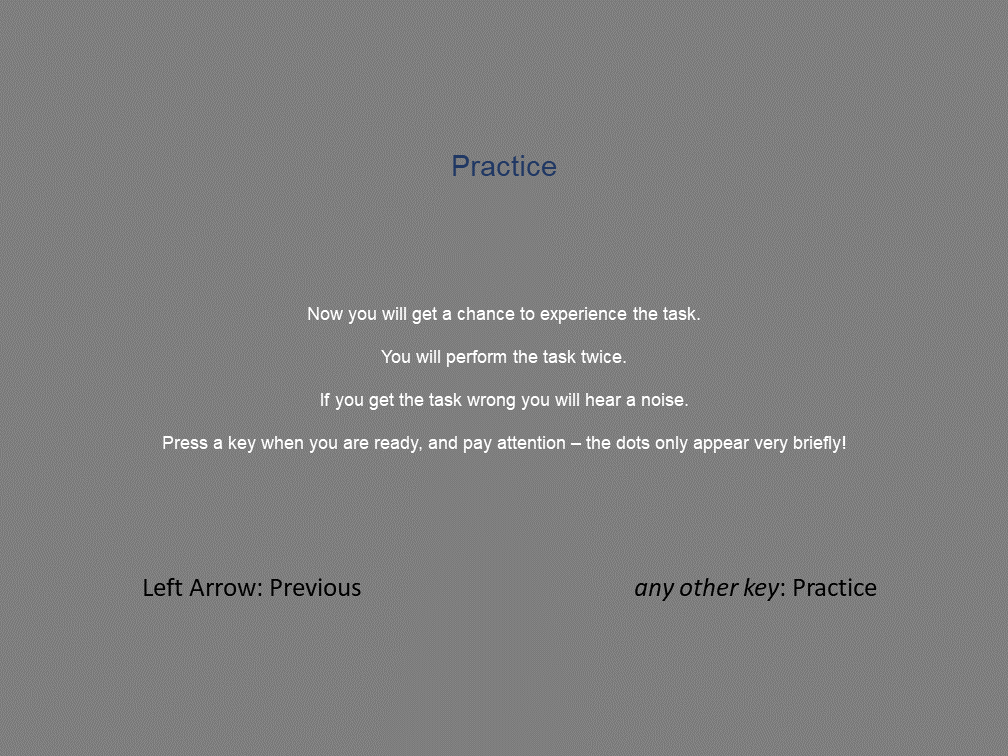 Practice
Now you will get a chance to experience the task.
You will perform the task twice.
If you get the task wrong you will hear a noise.
Press a key when you are ready, and pay attention – the dots only appear very briefly!
Left Arrow: Previous
any other key: Practice